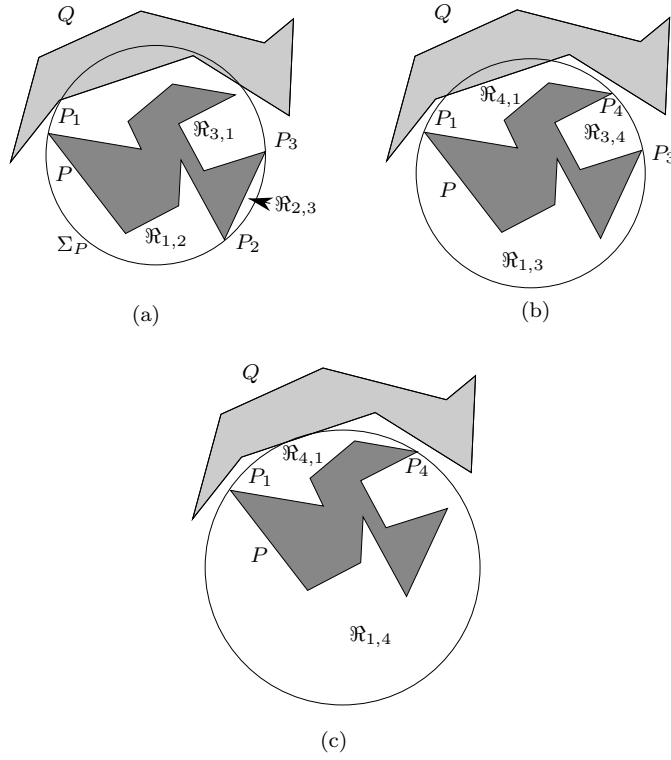 Q
P₁
ℜ₃,₁
P₃
P
ℜ₂,₃
Σ_P
ℜ₁,₂
P₂
(a)
Q
ℜ₄,₁
P₁
P₄
ℜ₃,₄
P₃
P
ℜ₁,₃
(b)
Q
ℜ₄,₁
P₁
P₄
P
ℜ₁,₄
(c)